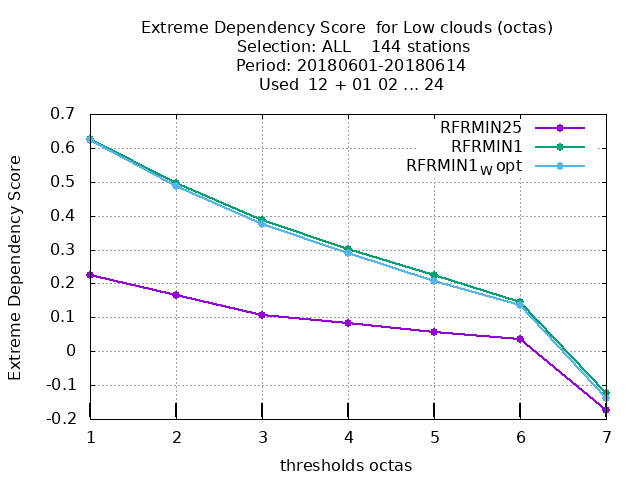 Extreme Dependency Score  for Low clouds (octas)
Selection: ALL    144 stations
Period: 20180601-20180614
Used  12 + 01 02 ... 24
RFRMIN25
RFRMIN1
RFRMIN1_W opt
Extreme Dependency Score
0.7
0.6
0.5
0.4
0.3
0.2
0.1
0
-0.1
-0.2
1 2 3 4 5 6 7
thresholds octas